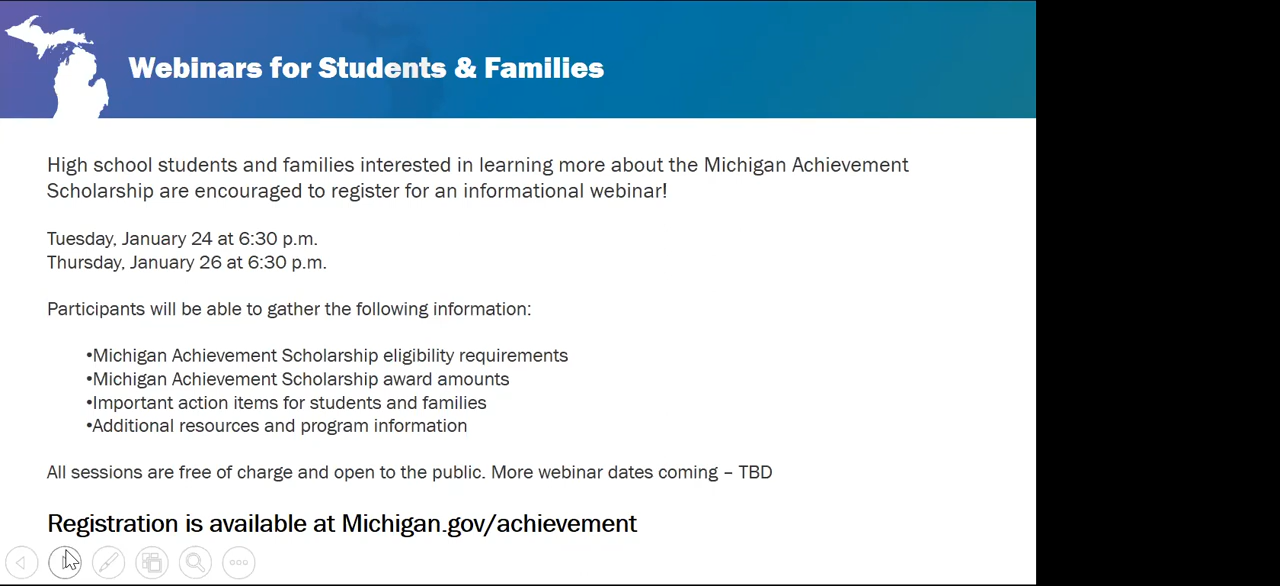 Webinars for Students & Families
High school students and families interested in learning more about the Michigan Achievement
Scholarship are encouraged to register for an informational webinar!
Tuesday, January 24 at 6:30 p.m.
Thursday, January 26 at 6:30 p.m.
Participants will be able to gather the following information:
•Michigan Achievement Scholarship eligibility requirements
•Michigan Achievement Scholarship award amounts
•Important action items for students and families
•Additional resources and program information
All sessions are free of charge and open to the public. More webinar dates coming – TBD
Registration is available at Michigan.gov/achievement